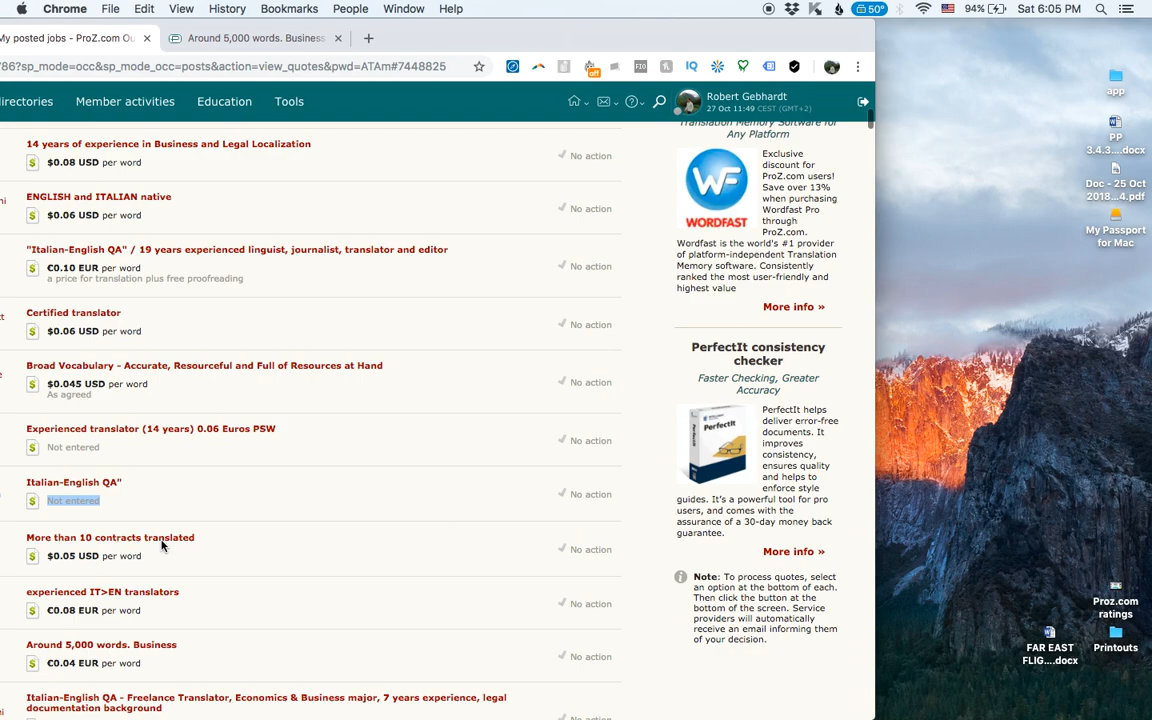 Chrome File Edit View History Bookmarks People Window Help
50° 94% Sat 6:05 PM
My posted jobs - ProZ.com Ou × Around 5,000 words. Business × +
786?sp_mode=occ&sp_mode_occ=posts&action=view_quotes&pwd=ATAm#7448825
off FIO IQ
directories Member activities Education Tools
Robert Gebhardt
27 Oct 11:49 CEST (GMT+2)
14 years of experience in Business and Legal Localization
$0.08 USD per word
No action
ENGLISH and ITALIAN native
$0.06 USD per word
No action
"Italian-English QA" / 19 years experienced linguist, journalist, translator and editor
€0.10 EUR per word
a price for translation plus free proofreading
No action
Certified translator
$0.06 USD per word
No action
Broad Vocabulary - Accurate, Resourceful and Full of Resources at Hand
$0.045 USD per word
As agreed
No action
Experienced translator (14 years) 0.06 Euros PSW
Not entered
No action
Italian-English QA"
Not entered
No action
More than 10 contracts translated
$0.05 USD per word
No action
experienced IT>EN translators
€0.08 EUR per word
No action
Around 5,000 words. Business
€0.04 EUR per word
No action
Italian-English QA - Freelance Translator, Economics & Business major, 7 years experience, legal
documentation background
No action
Translation Memory Software for
Any Platform
WORDFAST
Exclusive
discount for
ProZ.com users!
Save over 13%
when purchasing
Wordfast Pro
through
ProZ.com.
Wordfast is the world's #1 provider
of platform-independent Translation
Memory software. Consistently
ranked the most user-friendly and
highest value
More info »
PerfectIt consistency
checker
Faster Checking, Greater
Accuracy
PerfectIt
PerfectIt helps
deliver error-free
documents. It
improves
consistency,
ensures quality
and helps to
enforce style
guides. It's a powerful tool for pro
users, and comes with the
assurance of a 30-day money back
guarantee.
More info »
Note: To process quotes, select
an option at the bottom of each.
Then click the button at the
bottom of the screen. Service
providers will automatically
receive an email informing them
of your decision.
app
PP
3.4.3....docx
Doc - 25 Oct
2018...4.pdf
My Passport
for Mac
Proz.com
ratings
FAR EAST
FLIG....docx
Printouts